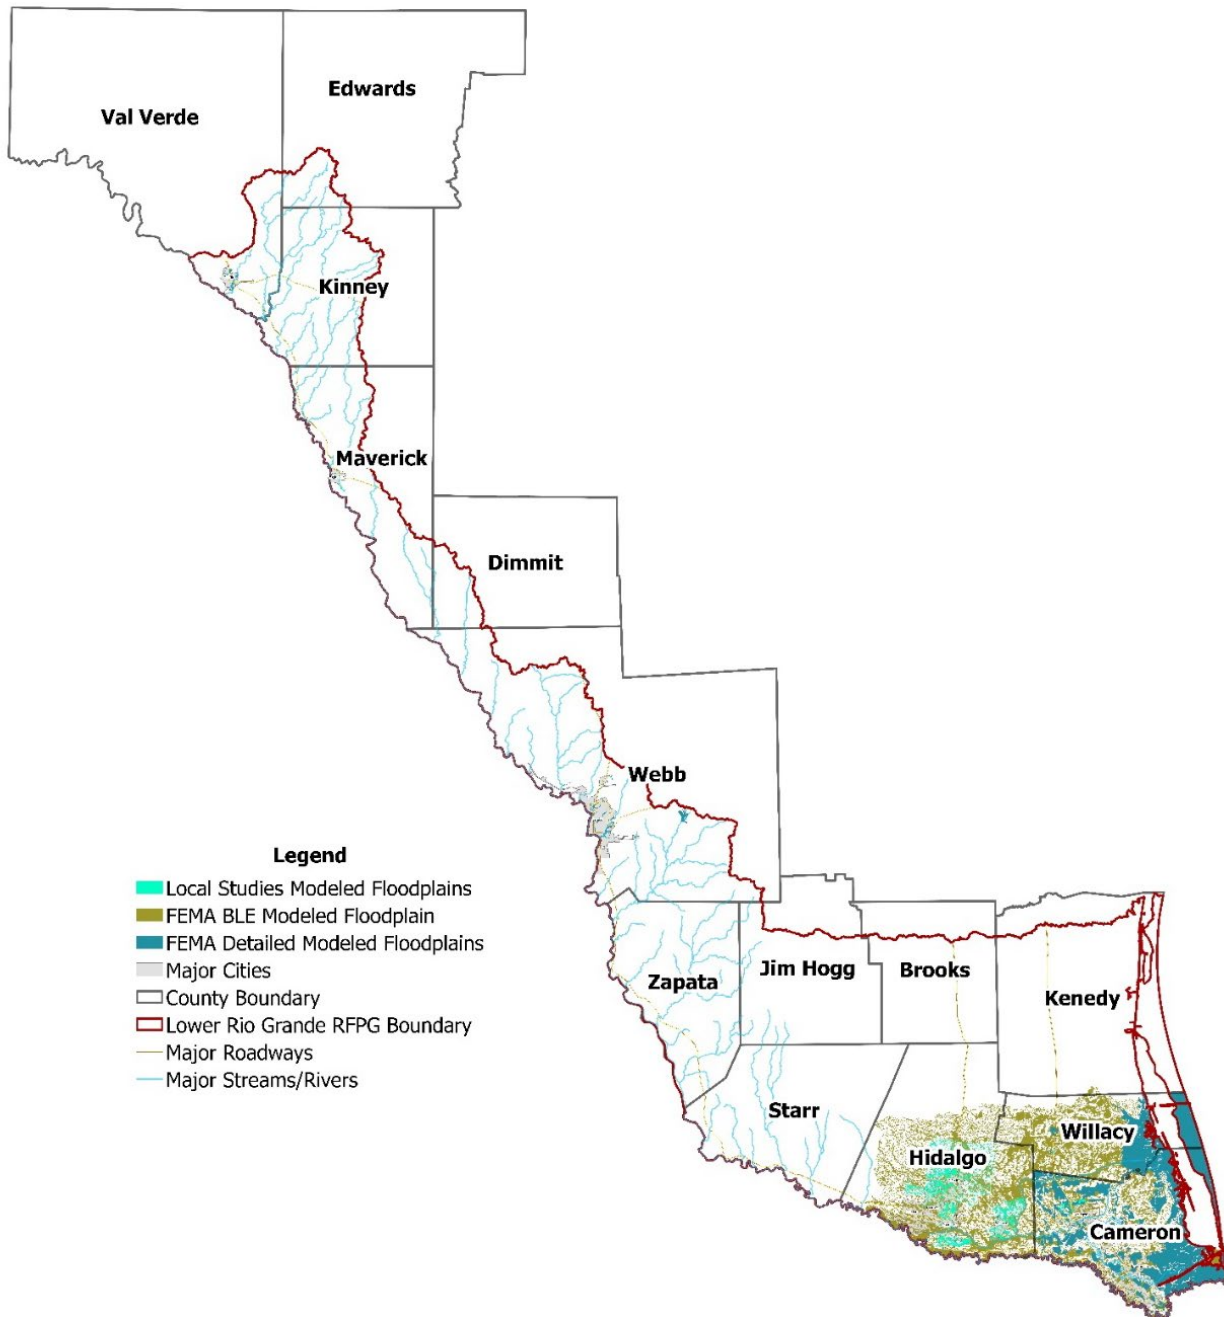 Edwards
Val Verde
Kinney
Maverick
Dimmit
Webb
Legend
Local Studies Modeled Floodplains
FEMA BLE Modeled Floodplain
FEMA Detailed Modeled Floodplains
Major Cities
County Boundary
Lower Rio Grande RFPG Boundary
Major Roadways
Major Streams/Rivers
Zapata
Jim Hogg
Brooks
Kenedy
Starr
Willacy
Hidalgo
Cameron